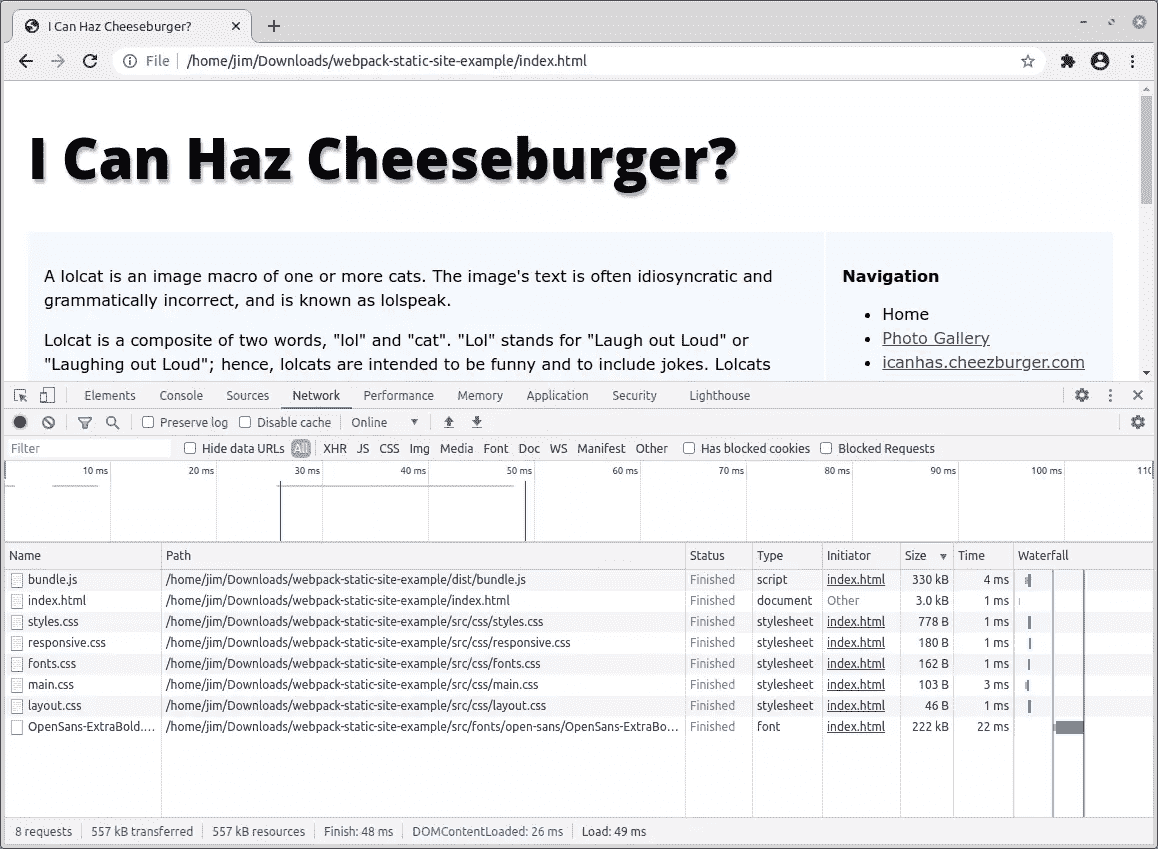 I Can Haz Cheeseburger?
File /home/jim/Downloads/webpack-static-site-example/index.html
I Can Haz Cheeseburger?
A lolcat is an image macro of one or more cats. The image's text is often idiosyncratic and
grammatically incorrect, and is known as lolspeak.
Lolcat is a composite of two words, "lol" and "cat". "Lol" stands for "Laugh out Loud" or
"Laughing out Loud"; hence, lolcats are intended to be funny and to include jokes. Lolcats
Navigation
Home
Photo Gallery
icanhas.cheezburger.com
Elements Console Sources Network Performance Memory Application Security Lighthouse
Preserve log Disable cache Online
Filter Hide data URLs All XHR JS CSS Img Media Font Doc WS Manifest Other Has blocked cookies Blocked Requests
10 ms 20 ms 30 ms 40 ms 50 ms 60 ms 70 ms 80 ms 90 ms 100 ms 110
Name Path Status Type Initiator Size Time Waterfall
bundle.js /home/jim/Downloads/webpack-static-site-example/dist/bundle.js Finished script index.html 330 kB 4 ms
index.html /home/jim/Downloads/webpack-static-site-example/index.html Finished document Other 3.0 kB 1 ms
styles.css /home/jim/Downloads/webpack-static-site-example/src/css/styles.css Finished stylesheet index.html 778 B 1 ms
responsive.css /home/jim/Downloads/webpack-static-site-example/src/css/responsive.css Finished stylesheet index.html 180 B 1 ms
fonts.css /home/jim/Downloads/webpack-static-site-example/src/css/fonts.css Finished stylesheet index.html 162 B 1 ms
main.css /home/jim/Downloads/webpack-static-site-example/src/css/main.css Finished stylesheet index.html 103 B 3 ms
layout.css /home/jim/Downloads/webpack-static-site-example/src/css/layout.css Finished stylesheet index.html 46 B 1 ms
OpenSans-ExtraBold.... /home/jim/Downloads/webpack-static-site-example/src/fonts/open-sans/OpenSans-ExtraBo... Finished font index.html 222 kB 22 ms
8 requests 557 kB transferred 557 kB resources Finish: 48 ms DOMContentLoaded: 26 ms Load: 49 ms